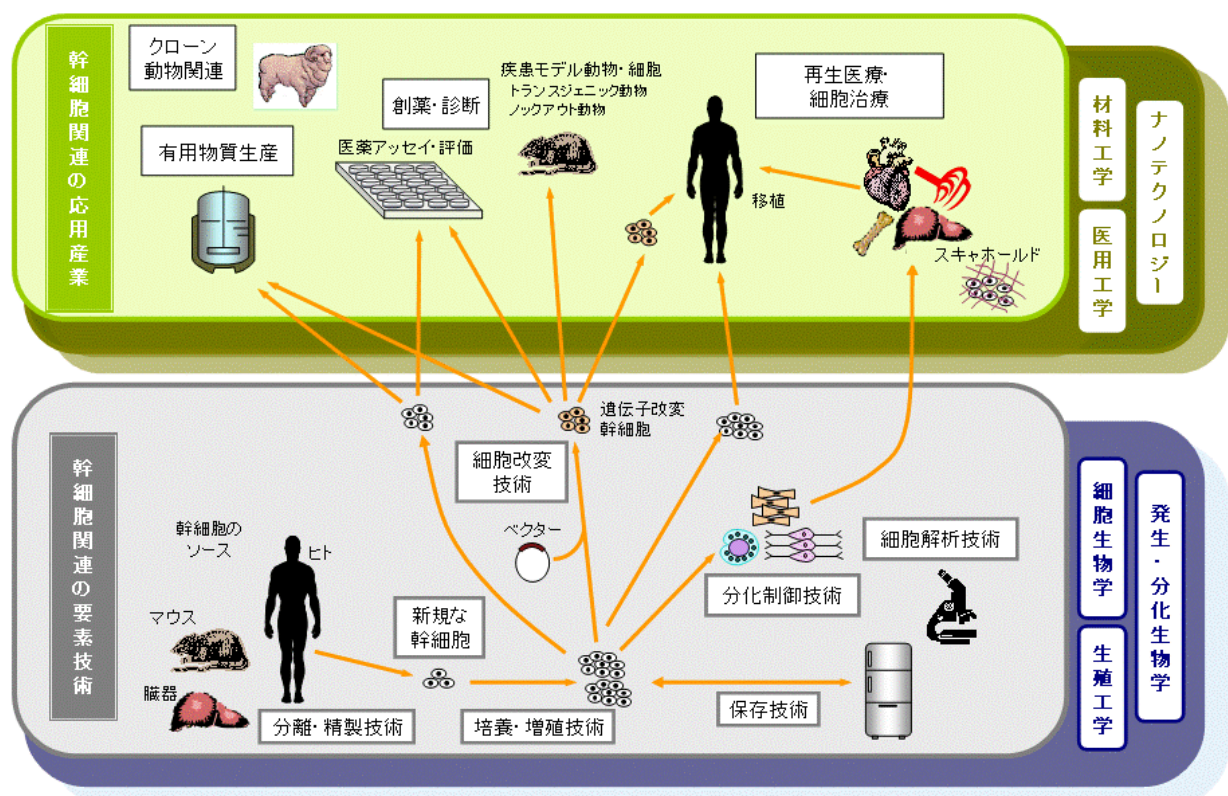 幹細胞関連の応用産業
クローン
動物関連
有用物質生産
創薬・診断
医薬アッセイ・評価
疾患モデル動物・細胞
トランスジェニック動物
ノックアウト動物
再生医療・
細胞治療
移植
スキャホールド
材料工学
医用工学
ナノテクノロジー
幹細胞関連の要素技術
遺伝子改変
幹細胞
細胞改変
技術
幹細胞の
ソース
ヒト
ベクター
細胞解析技術
分化制御技術
マウス
新規な
幹細胞
臓器
分離・精製技術
培養・増殖技術
保存技術
細胞生物学
生殖工学
発生・分化生物学